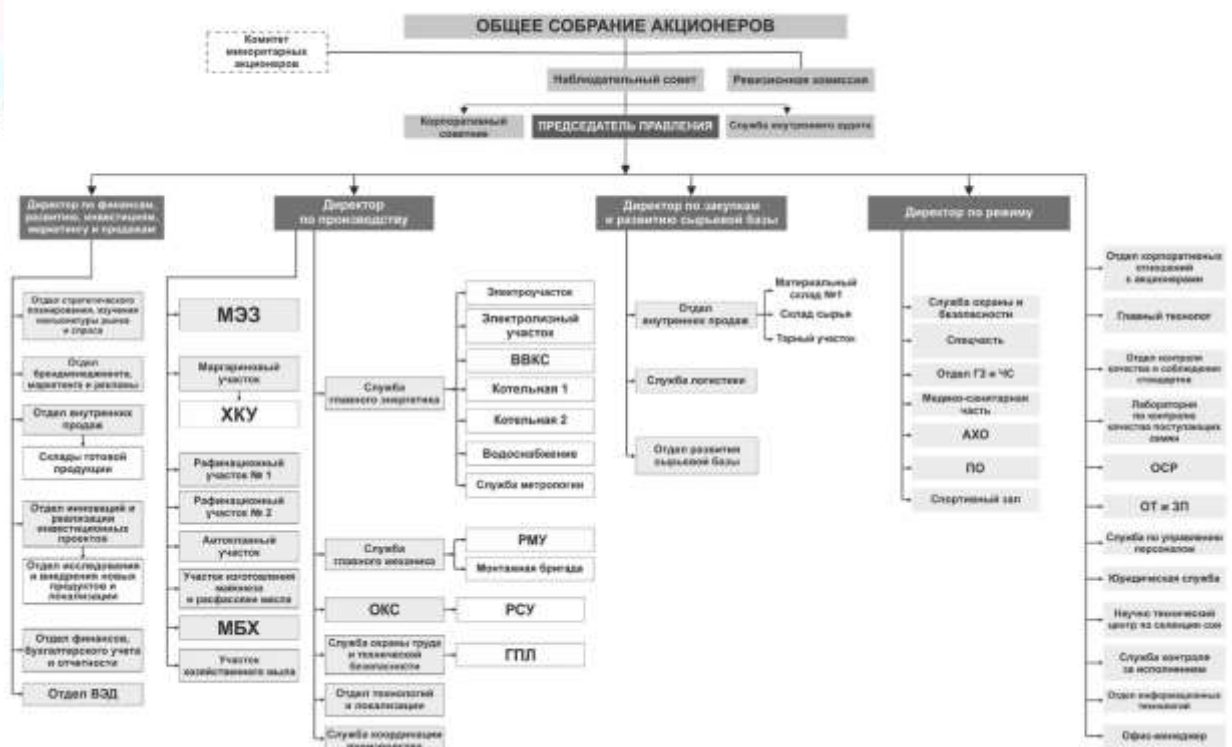 ОБЩЕЕ СОБРАНИЕ АКЦИОНЕРОВ
Комитет
миноритарных
акционеров
Наблюдательный совет
Ревизионная комиссия
Корпоративный
советник
ПРЕДСЕДАТЕЛЬ ПРАВЛЕНИЯ
Служба внутреннего аудита
Директор по финансам,
развитию, инвестициям,
маркетингу и продажам
Директор
по производству
Директор по закупкам
и развитию сырьевой базы
Директор по режиму
Отдел стратегического
планирования, изучения
конъюнктуры рынка
и спроса
Отдел
брендменеджмента,
маркетинга и рекламы
Отдел внутренних
продаж
Склады готовой
продукции
Отдел инноваций и
реализации
инвестиционных
проектов
Отдел исследования
и внедрения новых
продуктов и
локализации
Отдел финансов,
бухгалтерского учета
и отчетности
Отдел ВЭД
МЭЗ
Маргариновый
участок
ХКУ
Рафинационный
участок № 1
Рафинационный
участок № 2
Автоклавный
участок
Участок изготовления
майонеза
и расфасовки масла
МБХ
Участок
хозяйственного мыла
Служба
главного энергетика
Электроучасток
Электролизный
участок
ВВКС
Котельная 1
Котельная 2
Водоснабжение
Служба метрологии
Служба
главного механика
РМУ
Монтажная бригада
ОКС
РСУ
Служба охраны труда
и технической
безопасности
ГПЛ
Отдел технологий
и локализации
Служба координации
производства
Отдел
внутренних продаж
Материальный
склад №1
Склад сырья
Тарный участок
Служба логистики
Отдел развития
сырьевой базы
Служба охраны и
безопасности
Спецчасть
Отдел ГЗ и ЧС
Медико-санитарная
часть
АХО
ПО
Спортивный зал
Отдел корпоративных
отношений
с акционерами
Главный технолог
Отдел контроля
качества и соблюдения
стандартов
Лаборатория
по контролю
качества поступающих
семян
ОСР
ОТ и ЗП
Служба по управлению
персоналом
Юридическая служба
Научно технический
центр по селекции сои
Служба контроля
за исполнением
Отдел информационных
технологий
Офис-менеджер